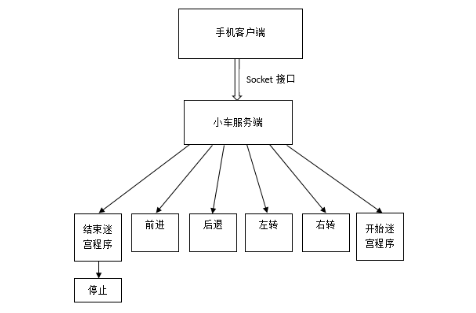 手机客户端
Socket 接口
小车服务端
结束迷
宫程序
前进
后退
左转
右转
开始迷
宫程序
停止